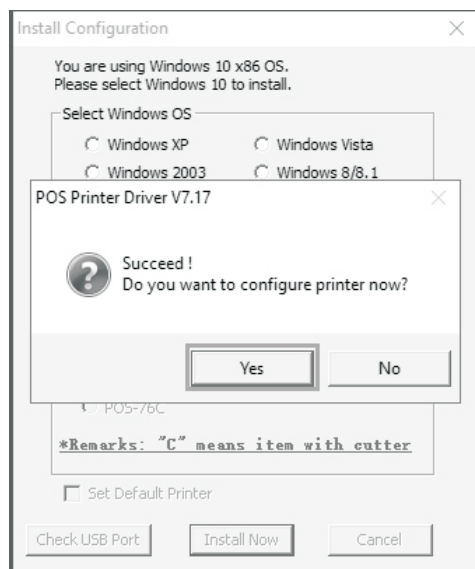 Install Configuration
You are using Windows 10 x86 OS.
Please select Windows 10 to install.
Select Windows OS
Windows XP Windows Vista
Windows 2003 Windows 8/8.1
POS Printer Driver V7.17
Succeed !
Do you want to configure printer now?
Yes No
POS-76C
*Remarks: "C" means item with cutter
Set Default Printer
Check USB Port Install Now Cancel